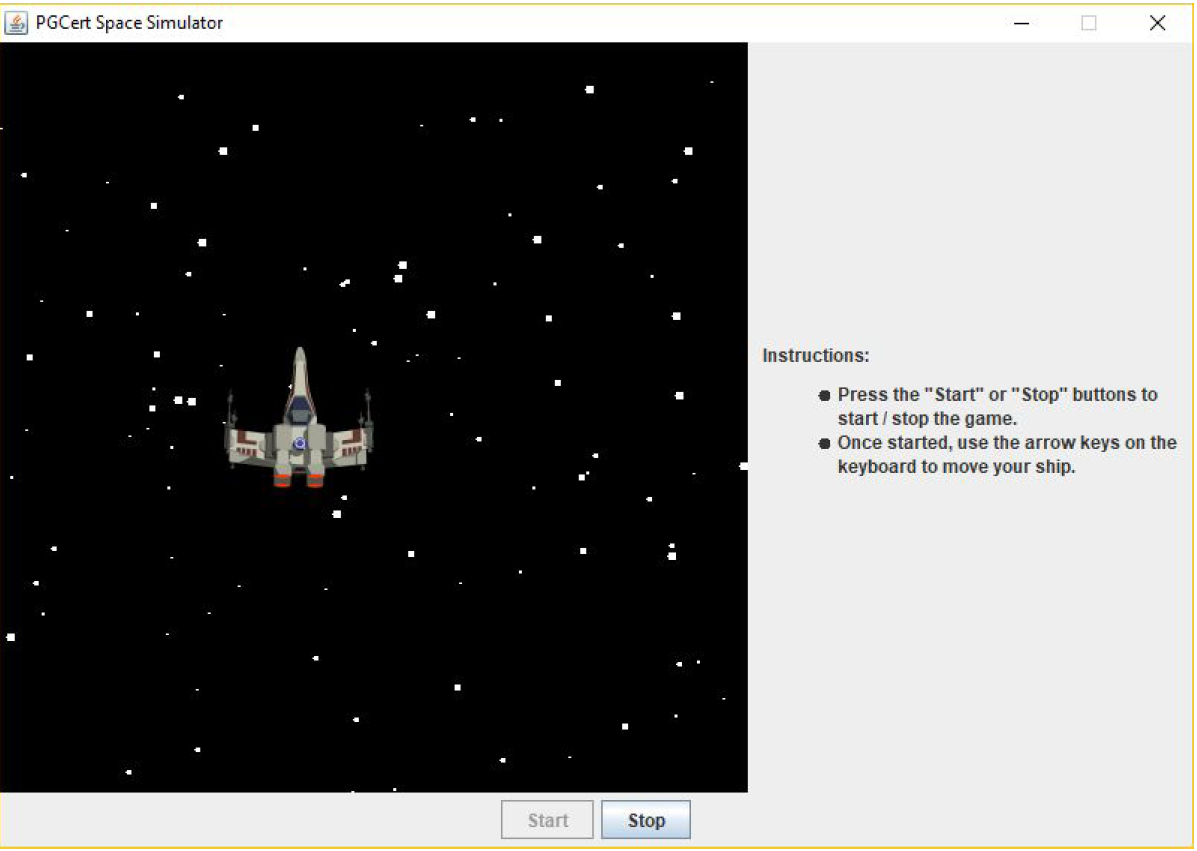 PGCert Space Simulator
Instructions:
Press the "Start" or "Stop" buttons to
start / stop the game.
Once started, use the arrow keys on the
keyboard to move your ship.
Start
Stop